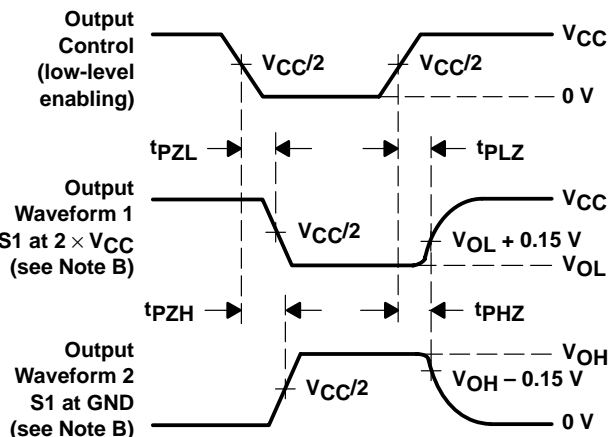 Output
Control
(low-level
enabling)
VCC/2
VCC/2
VCC
0 V
tPZL
tPLZ
Output
Waveform 1
S1 at 2 × VCC
(see Note B)
VCC/2
VCC
VOL + 0.15 V
VOL
tPZH
tPHZ
Output
Waveform 2
S1 at GND
(see Note B)
VCC/2
VOH
VOH – 0.15 V
0 V